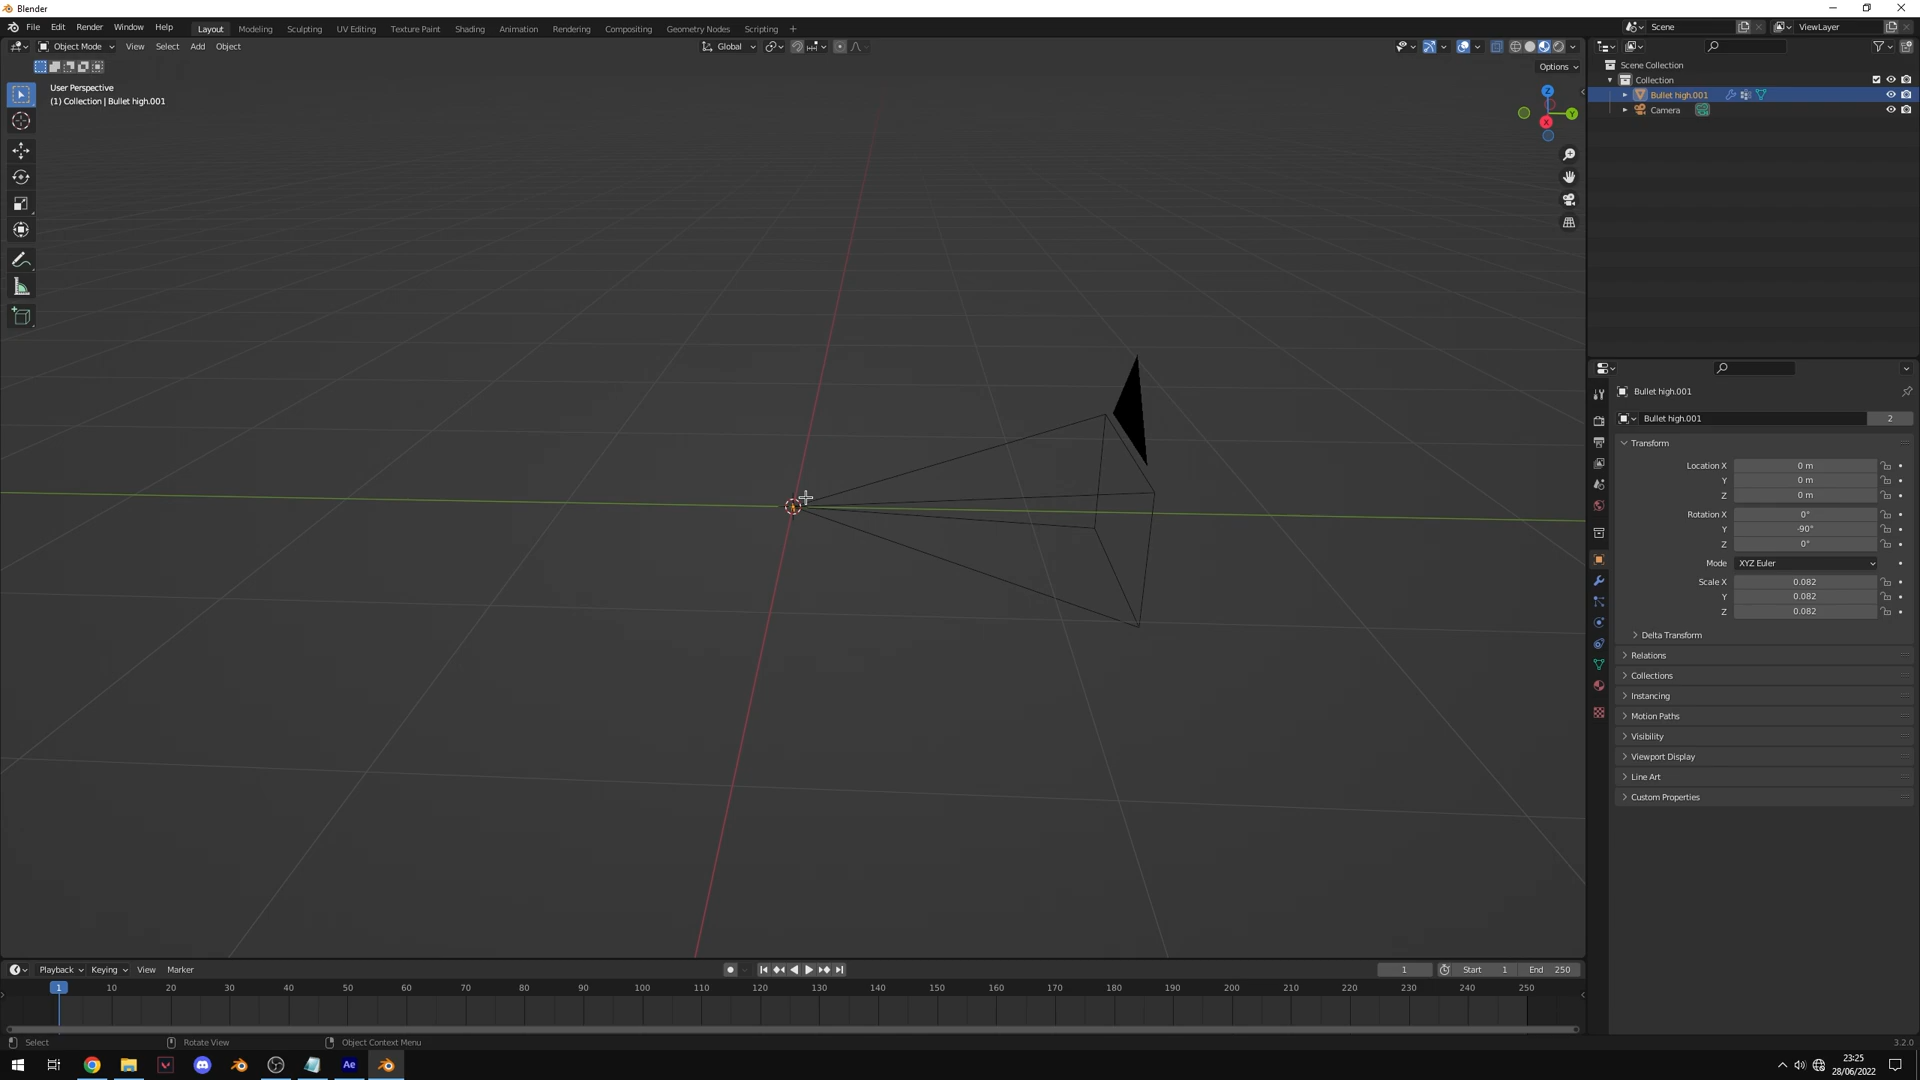 Blender
File Edit Render Window Help Layout Modeling Sculpting UV Editing Texture Paint Shading Animation Rendering Compositing Geometry Nodes Scripting + Scene ViewLayer
Object Mode View Select Add Object Global
Options
User Perspective
(1) Collection | Bullet high.001
Z
Y
X
Scene Collection
Collection
Bullet high.001
Camera
Bullet high.001
Bullet high.001 2
Transform
Location X 0 m
Y 0 m
Z 0 m
Rotation X 0°
Y -90°
Z 0°
Mode XYZ Euler
Scale X 0.082
Y 0.082
Z 0.082
Delta Transform
Relations
Collections
Instancing
Motion Paths
Visibility
Viewport Display
Line Art
Custom Properties
Playback Keying View Marker 1 Start 1 End 250
1 10 20 30 40 50 60 70 80 90 100 110 120 130 140 150 160 170 180 190 200 210 220 230 240 250
Select Rotate View Object Context Menu 3.2.0
Ae
23:25
28/06/2022